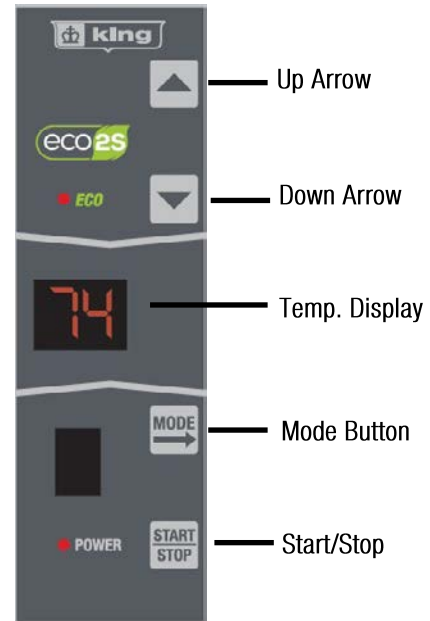 king
Up Arrow
eco2s
ECO
Down Arrow
74
Temp. Display
MODE
Mode Button
POWER
START
STOP
Start/Stop